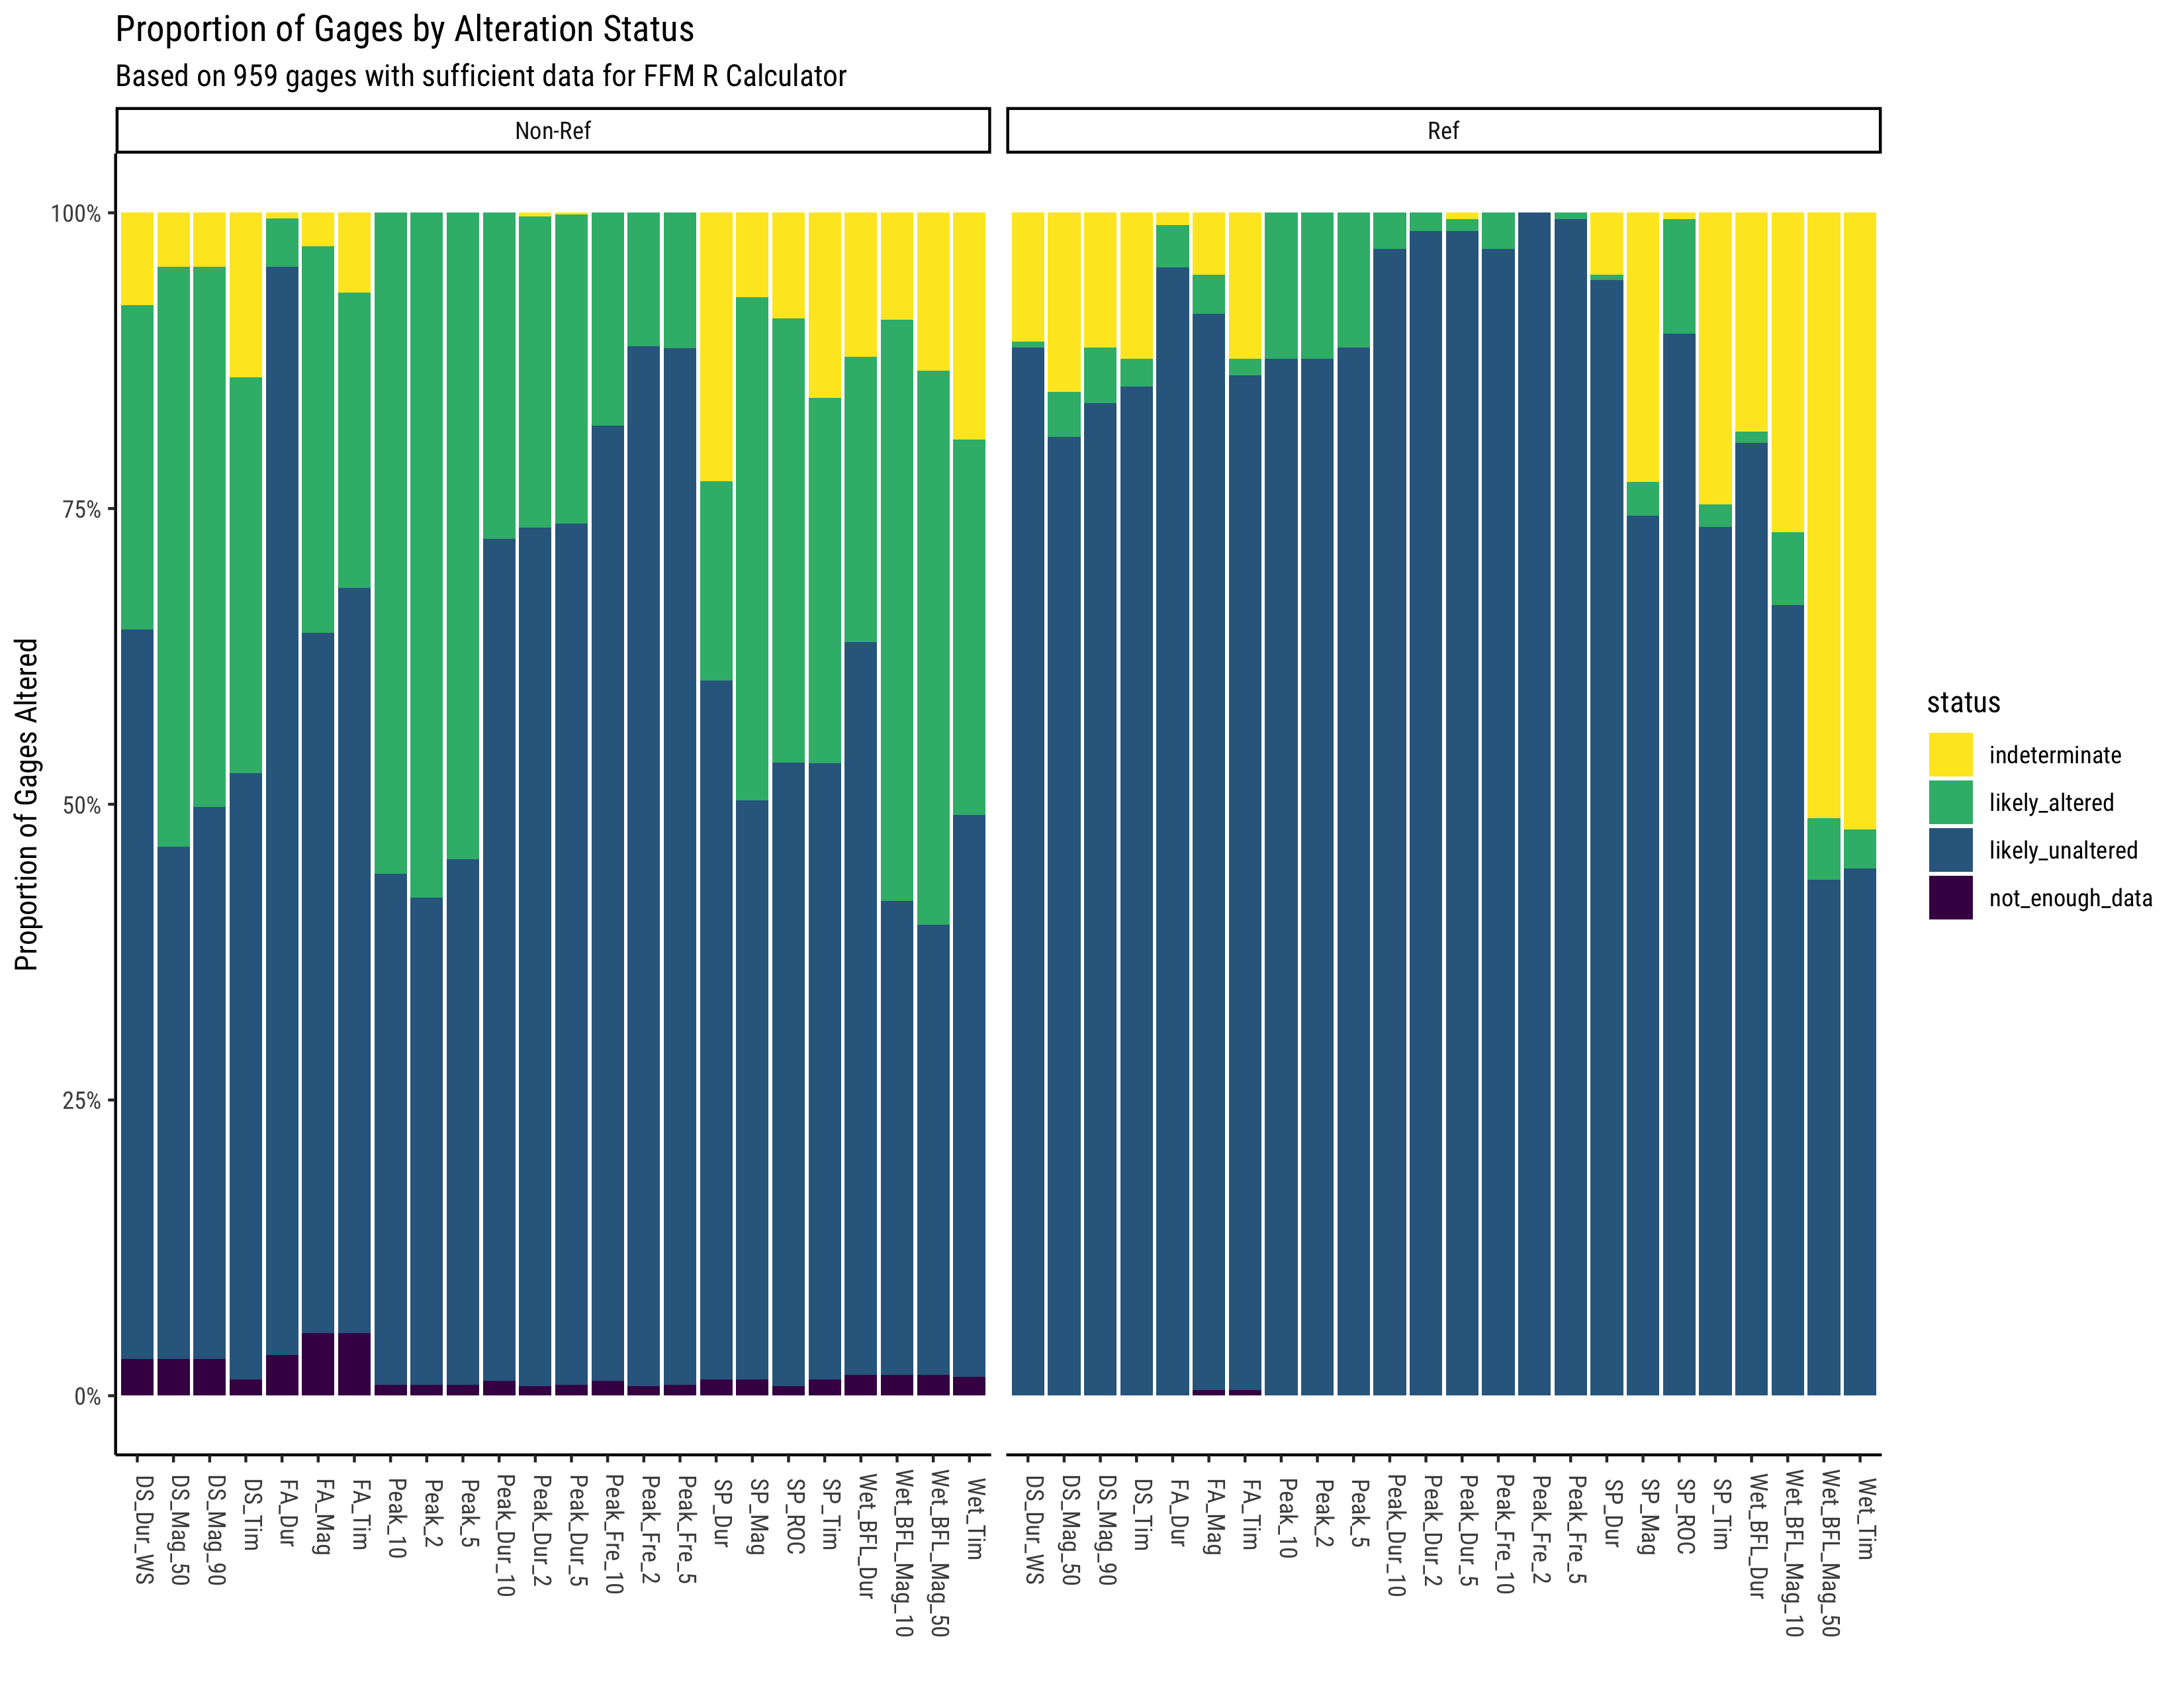 Proportion of Gages by Alteration Status
Based on 959 gages with sufficient data for FFM R Calculator
Non-Ref
Ref
Proportion of Gages Altered
100%
75%
50%
25%
0%
DS_Dur_WS
DS_Mag_50
DS_Mag_90
DS_Tim
FA_Dur
FA_Mag
FA_Tim
Peak_10
Peak_2
Peak_5
Peak_Dur_10
Peak_Dur_2
Peak_Dur_5
Peak_Fre_10
Peak_Fre_2
Peak_Fre_5
SP_Dur
SP_Mag
SP_ROC
SP_Tim
Wet_BFL_Dur
Wet_BFL_Mag_10
Wet_BFL_Mag_50
Wet_Tim
DS_Dur_WS
DS_Mag_50
DS_Mag_90
DS_Tim
FA_Dur
FA_Mag
FA_Tim
Peak_10
Peak_2
Peak_5
Peak_Dur_10
Peak_Dur_2
Peak_Dur_5
Peak_Fre_10
Peak_Fre_2
Peak_Fre_5
SP_Dur
SP_Mag
SP_ROC
SP_Tim
Wet_BFL_Dur
Wet_BFL_Mag_10
Wet_BFL_Mag_50
Wet_Tim
status
indeterminate
likely_altered
likely_unaltered
not_enough_data